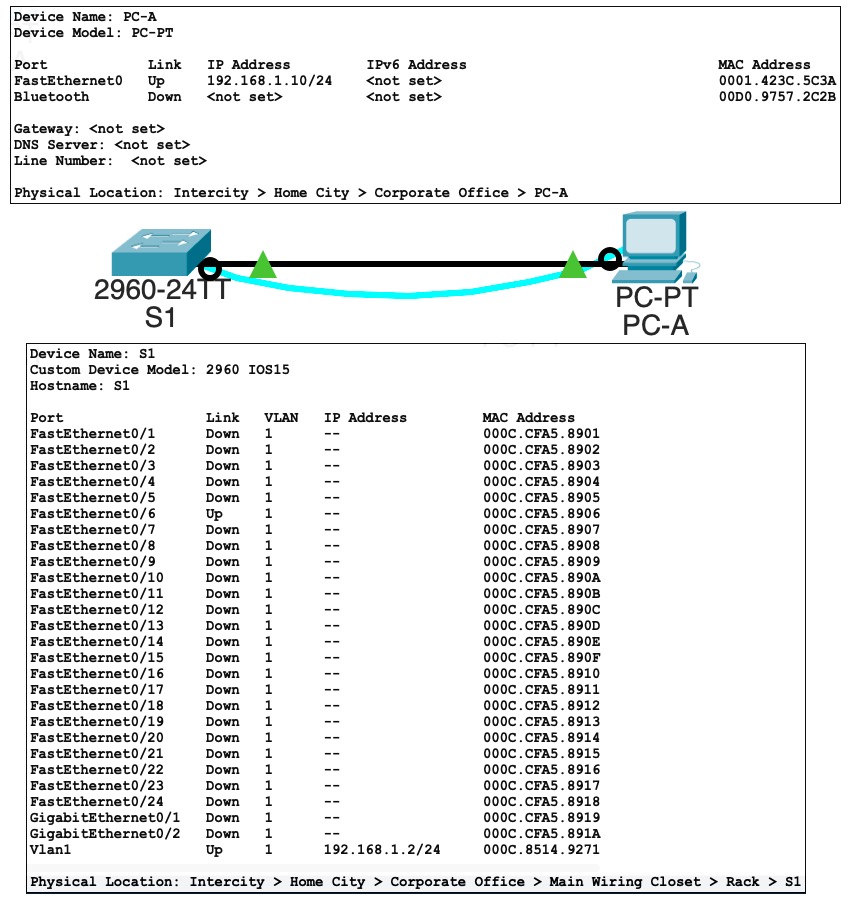 Device Name: PC-A
Device Model: PC-PT
Port Link IP Address IPv6 Address MAC Address
FastEthernet0 Up 192.168.1.10/24 <not set> 0001.423C.5C3A
Bluetooth Down <not set> <not set> 00D0.9757.2C2B
Gateway: <not set>
DNS Server: <not set>
Line Number: <not set>
Physical Location: Intercity > Home City > Corporate Office > PC-A
2960-24TT
S1
PC-PT
PC-A
Device Name: S1
Custom Device Model: 2960 IOS15
Hostname: S1
Port Link VLAN IP Address MAC Address
FastEthernet0/1 Down 1 -- 000C.CFA5.8901
FastEthernet0/2 Down 1 -- 000C.CFA5.8902
FastEthernet0/3 Down 1 -- 000C.CFA5.8903
FastEthernet0/4 Down 1 -- 000C.CFA5.8904
FastEthernet0/5 Down 1 -- 000C.CFA5.8905
FastEthernet0/6 Up 1 -- 000C.CFA5.8906
FastEthernet0/7 Down 1 -- 000C.CFA5.8907
FastEthernet0/8 Down 1 -- 000C.CFA5.8908
FastEthernet0/9 Down 1 -- 000C.CFA5.8909
FastEthernet0/10 Down 1 -- 000C.CFA5.890A
FastEthernet0/11 Down 1 -- 000C.CFA5.890B
FastEthernet0/12 Down 1 -- 000C.CFA5.890C
FastEthernet0/13 Down 1 -- 000C.CFA5.890D
FastEthernet0/14 Down 1 -- 000C.CFA5.890E
FastEthernet0/15 Down 1 -- 000C.CFA5.890F
FastEthernet0/16 Down 1 -- 000C.CFA5.8910
FastEthernet0/17 Down 1 -- 000C.CFA5.8911
FastEthernet0/18 Down 1 -- 000C.CFA5.8912
FastEthernet0/19 Down 1 -- 000C.CFA5.8913
FastEthernet0/20 Down 1 -- 000C.CFA5.8914
FastEthernet0/21 Down 1 -- 000C.CFA5.8915
FastEthernet0/22 Down 1 -- 000C.CFA5.8916
FastEthernet0/23 Down 1 -- 000C.CFA5.8917
FastEthernet0/24 Down 1 -- 000C.CFA5.8918
GigabitEthernet0/1 Down 1 -- 000C.CFA5.8919
GigabitEthernet0/2 Down 1 -- 000C.CFA5.891A
Vlan1 Up 1 192.168.1.2/24 000C.8514.9271
Physical Location: Intercity > Home City > Corporate Office > Main Wiring Closet > Rack > S1